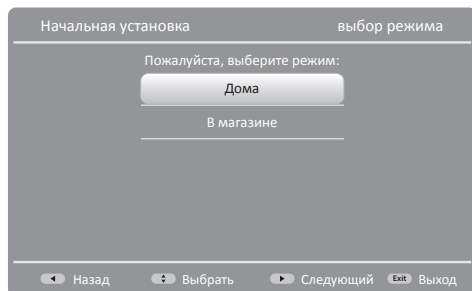 Начальная установка выбор режима
Пожалуйста, выберите режим:
Дома
В магазине
Назад Выбрать Следующий Exit Выход